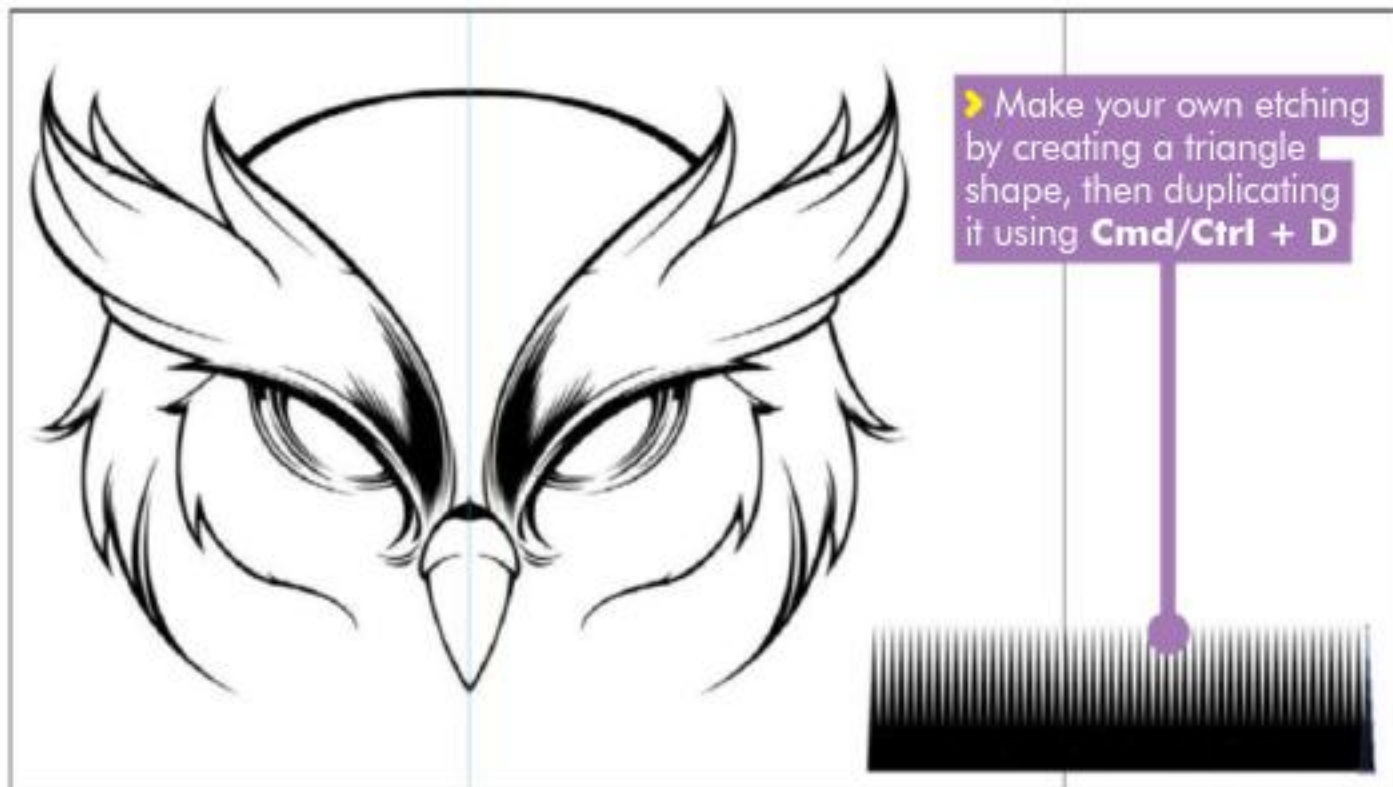 Make your own etching
by creating a triangle
shape, then duplicating
it using Cmd/Ctrl + D